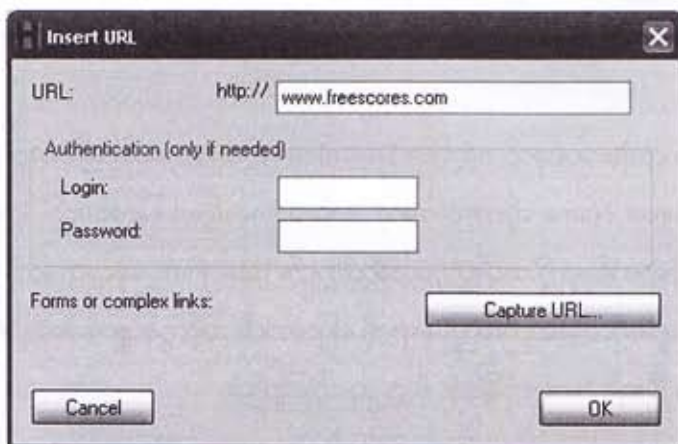 Insert URL
URL: http:// www.freescores.com
Authentication (only if needed)
Login:
Password:
Forms or complex links: Capture URL...
Cancel OK